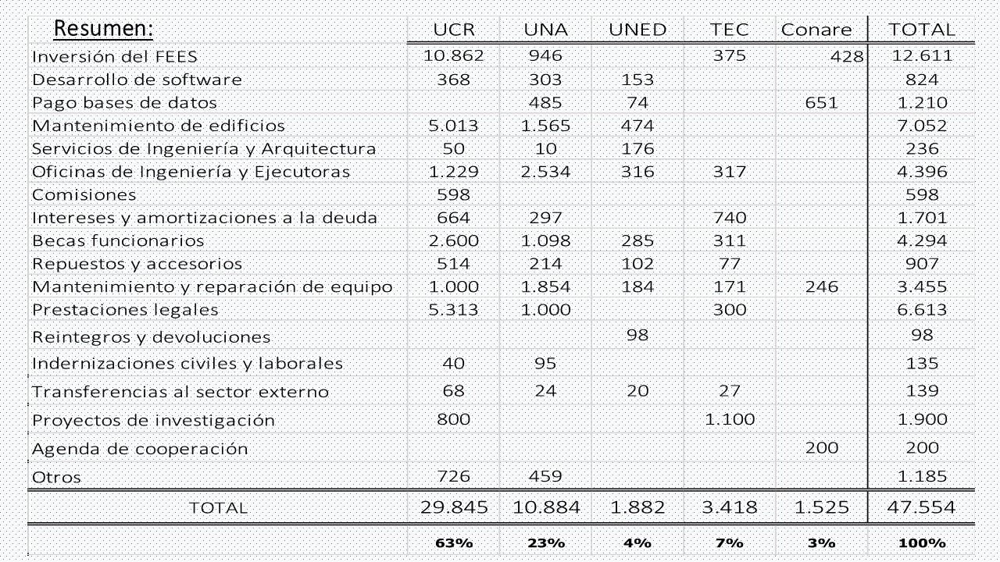 Resumen: UCR UNA UNED TEC Conare TOTAL
Inversión del FEES 10.862 946 375 428 12.611
Desarrollo de software 368 303 153 824
Pago bases de datos 485 74 651 1.210
Mantenimiento de edificios 5.013 1.565 474 7.052
Servicios de Ingeniería y Arquitectura 50 10 176 236
Oficinas de Ingeniería y Ejecutoras 1.229 2.534 316 317 4.396
Comisiones 598 598
Intereses y amortizaciones a la deuda 664 297 740 1.701
Becas funcionarios 2.600 1.098 285 311 4.294
Repuestos y accesorios 514 214 102 77 907
Mantenimiento y reparación de equipo 1.000 1.854 184 171 246 3.455
Prestaciones legales 5.313 1.000 300 6.613
Reintegros y devoluciones 98 98
Indernizaciones civiles y laborales 40 95 135
Transferencias al sector externo 68 24 20 27 139
Proyectos de investigación 800 1.100 1.900
Agenda de cooperación 200 200
Otros 726 459 1.185
TOTAL 29.845 10.884 1.882 3.418 1.525 47.554
63% 23% 4% 7% 3% 100%